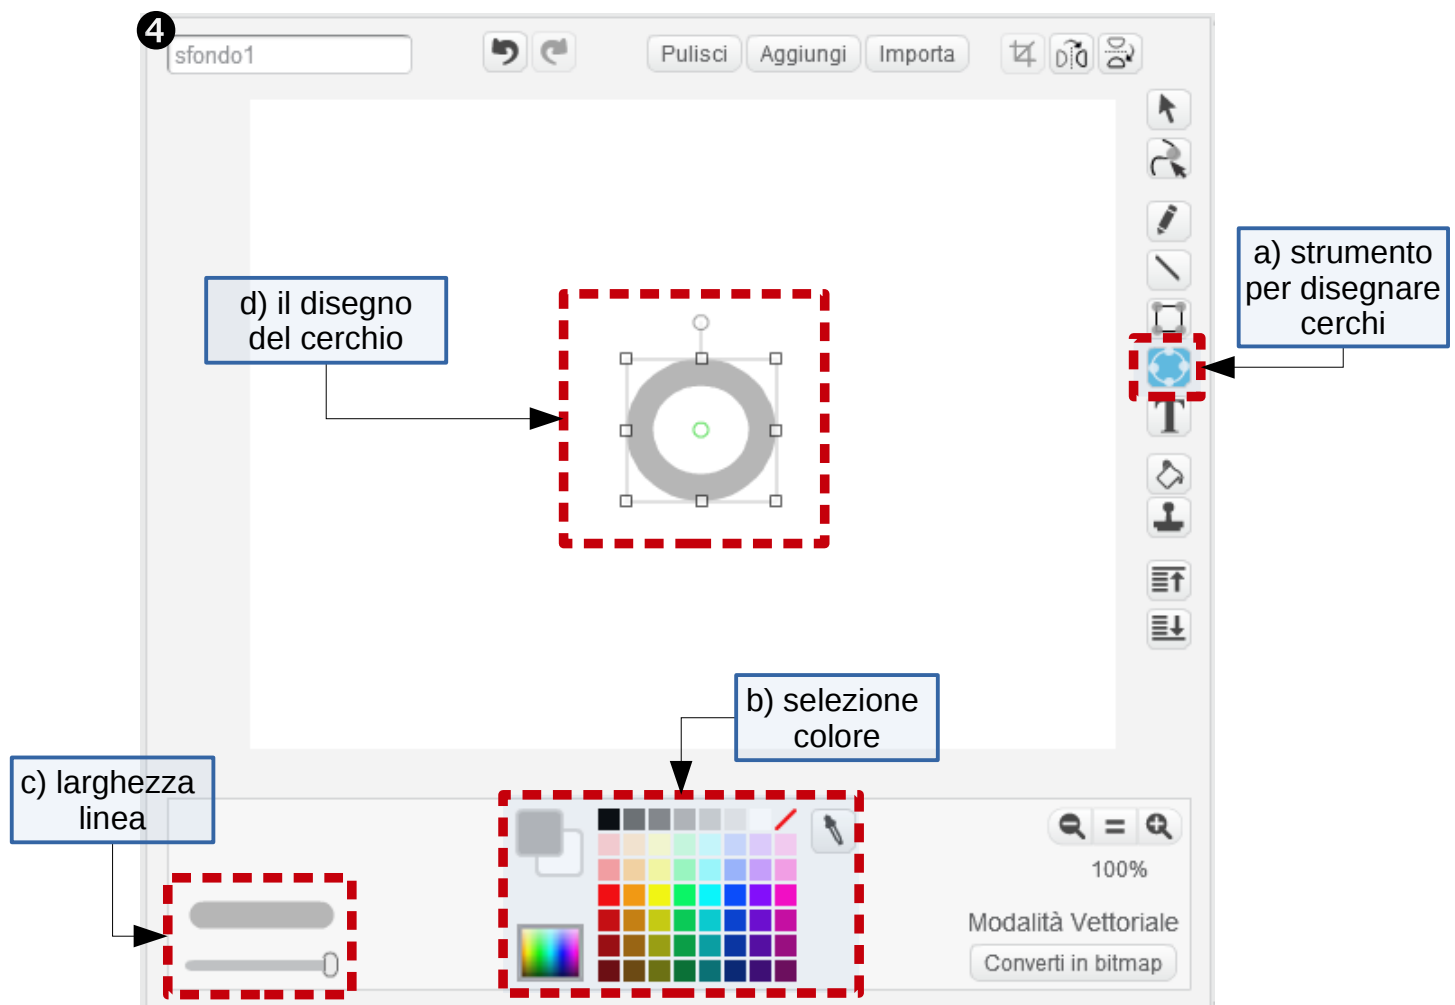 4
sfondo1
Pulisci Aggiungi Importa
a) strumento
per disegnare
cerchi
d) il disegno
del cerchio
T
b) selezione
colore
c) larghezza
linea
100%
Modalità Vettoriale
Converti in bitmap